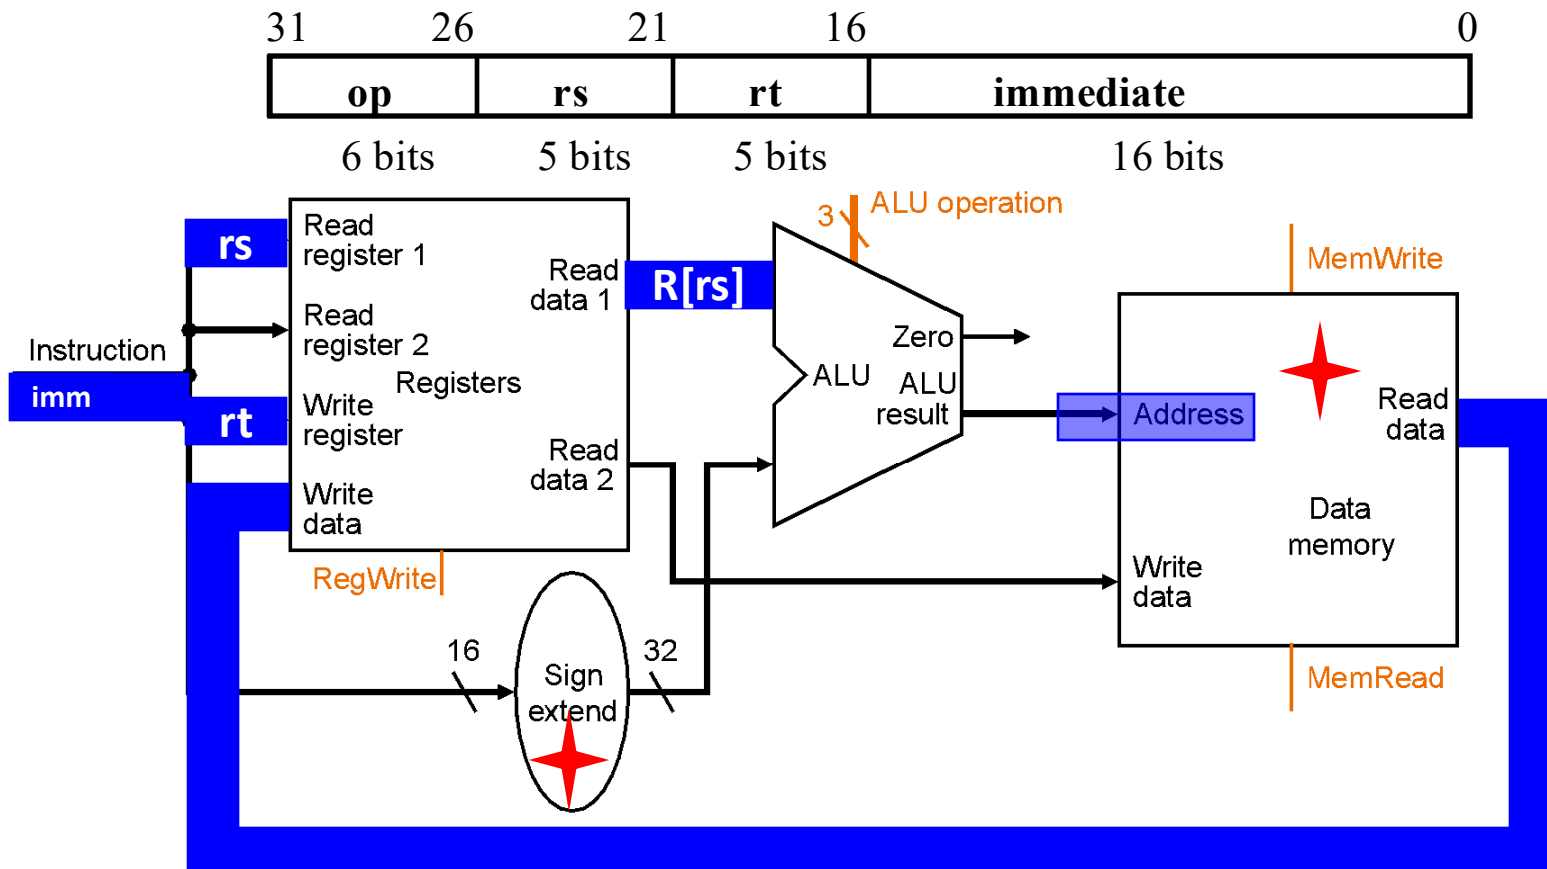 31 26 21 16 0
op rs rt immediate
6 bits 5 bits 5 bits 16 bits
ALU operation
3
rs
Read
register 1
Read
data 1
R[rs]
MemWrite
Read
register 2
Instruction
imm
Registers
Zero
ALU
ALU
result
Address
Read
data
rt
Write
register
Read
data 2
Write
data
Data
memory
RegWrite
Write
data
16
Sign
extend
32
MemRead